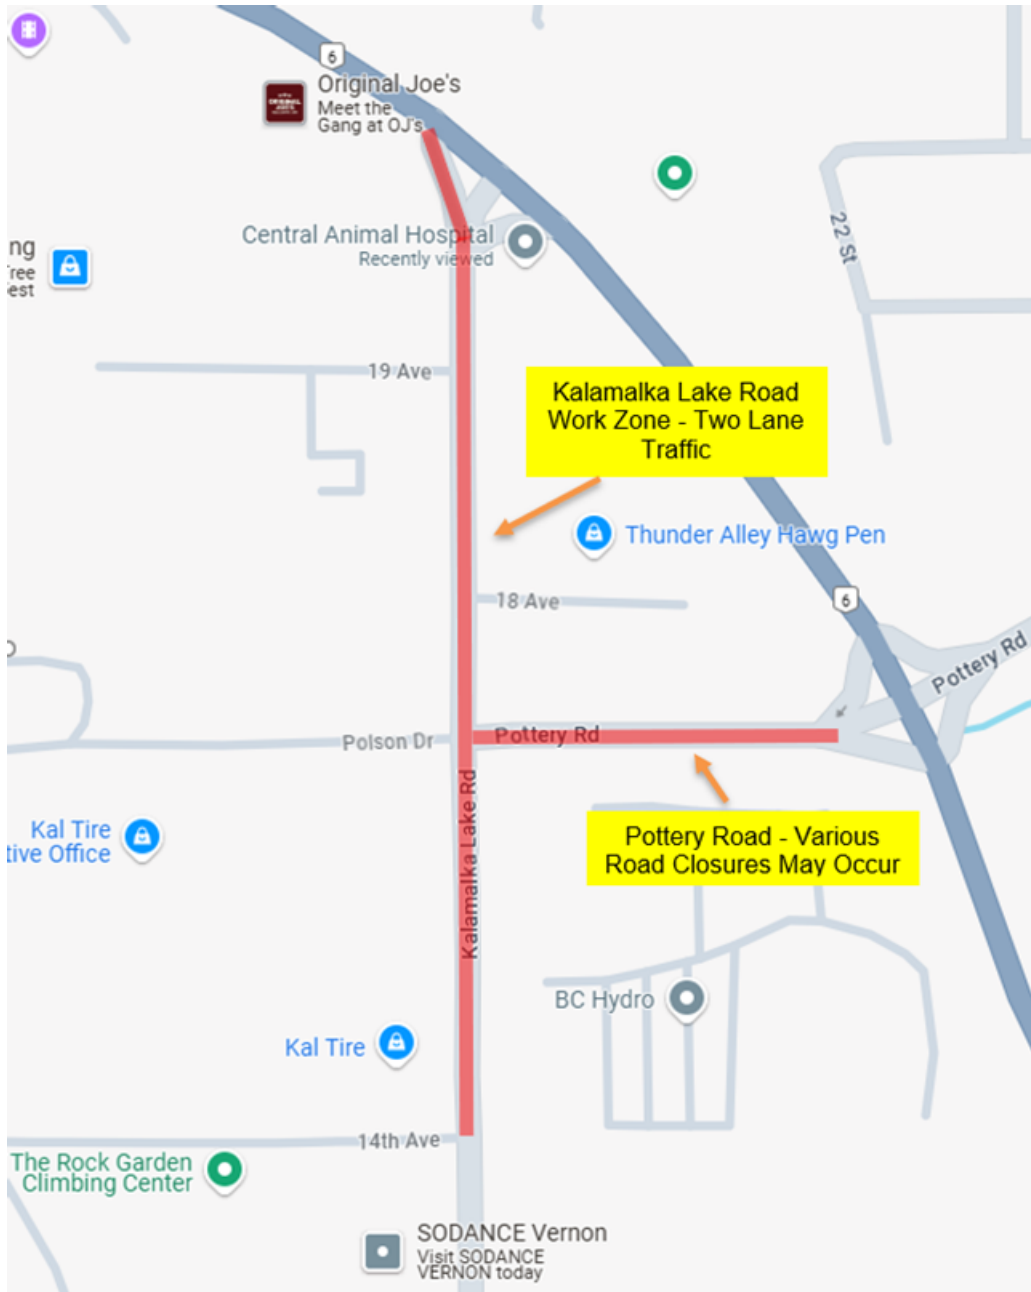 6
Original Joe's
Meet the
Gang at OJ's
22 St
Central Animal Hospital
Recently viewed
ng
ree
est
19 Ave
Kalamalka Lake Road
Work Zone - Two Lane
Traffic
Thunder Alley Hawg Pen
18 Ave
6
Pottery Rd
Polson Dr
Pottery Rd
Kalamalka Lake Rd
Kal Tire
tive Office
Pottery Road - Various
Road Closures May Occur
BC Hydro
Kal Tire
14th Ave
The Rock Garden
Climbing Center
SODANCE Vernon
Visit SODANCE
VERNON today